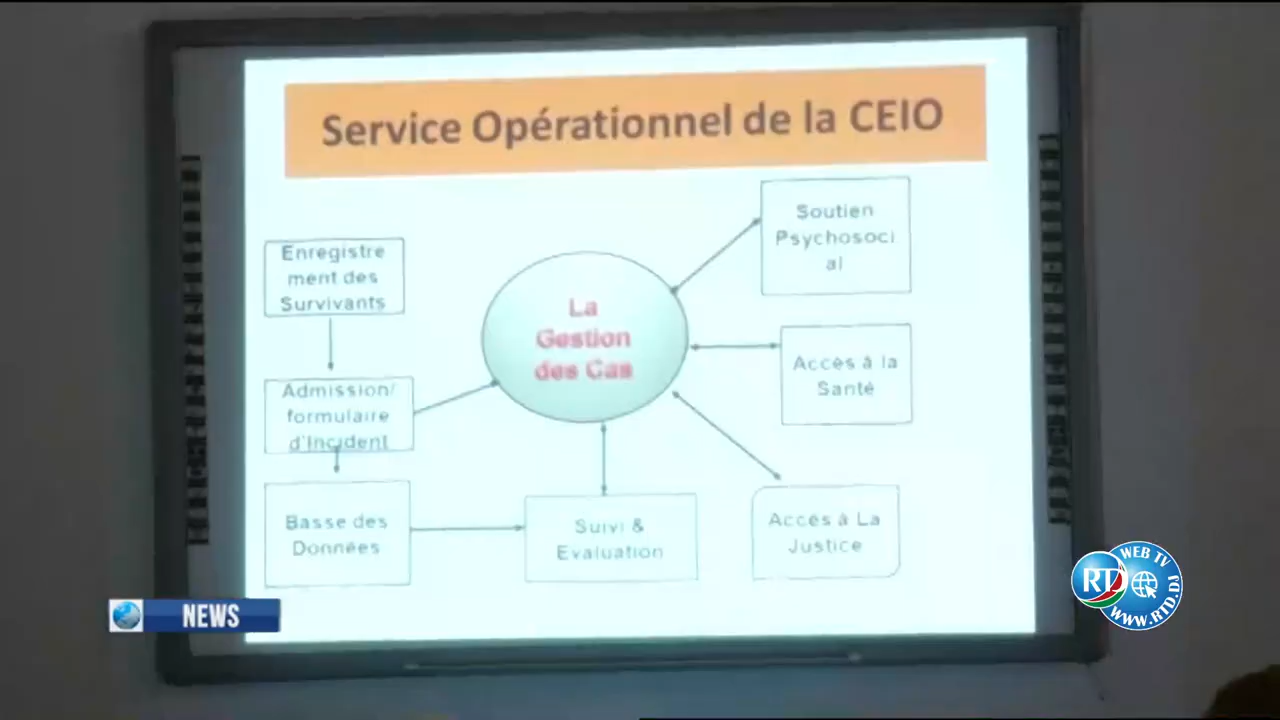 Service Opérationnel de la CEIO
Enregistre
ment des
Survivants
Admission/
formulaire
d'Incident
Basse des
Données
La
Gestion
des Cas
Suivi &
Evaluation
Soutien
Psychosoci
al
Accès à la
Santé
Accés à La
Justice
NEWS
RTD
WEB TV
WWW.RTD.DJ